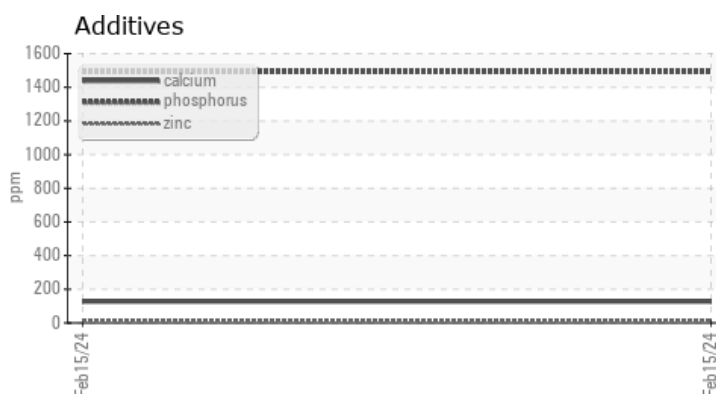 Additives
1600
1400
1200
1000
800
600
400
200
0
ppm
calcium
phosphorus
zinc
Feb15/24
Feb15/24